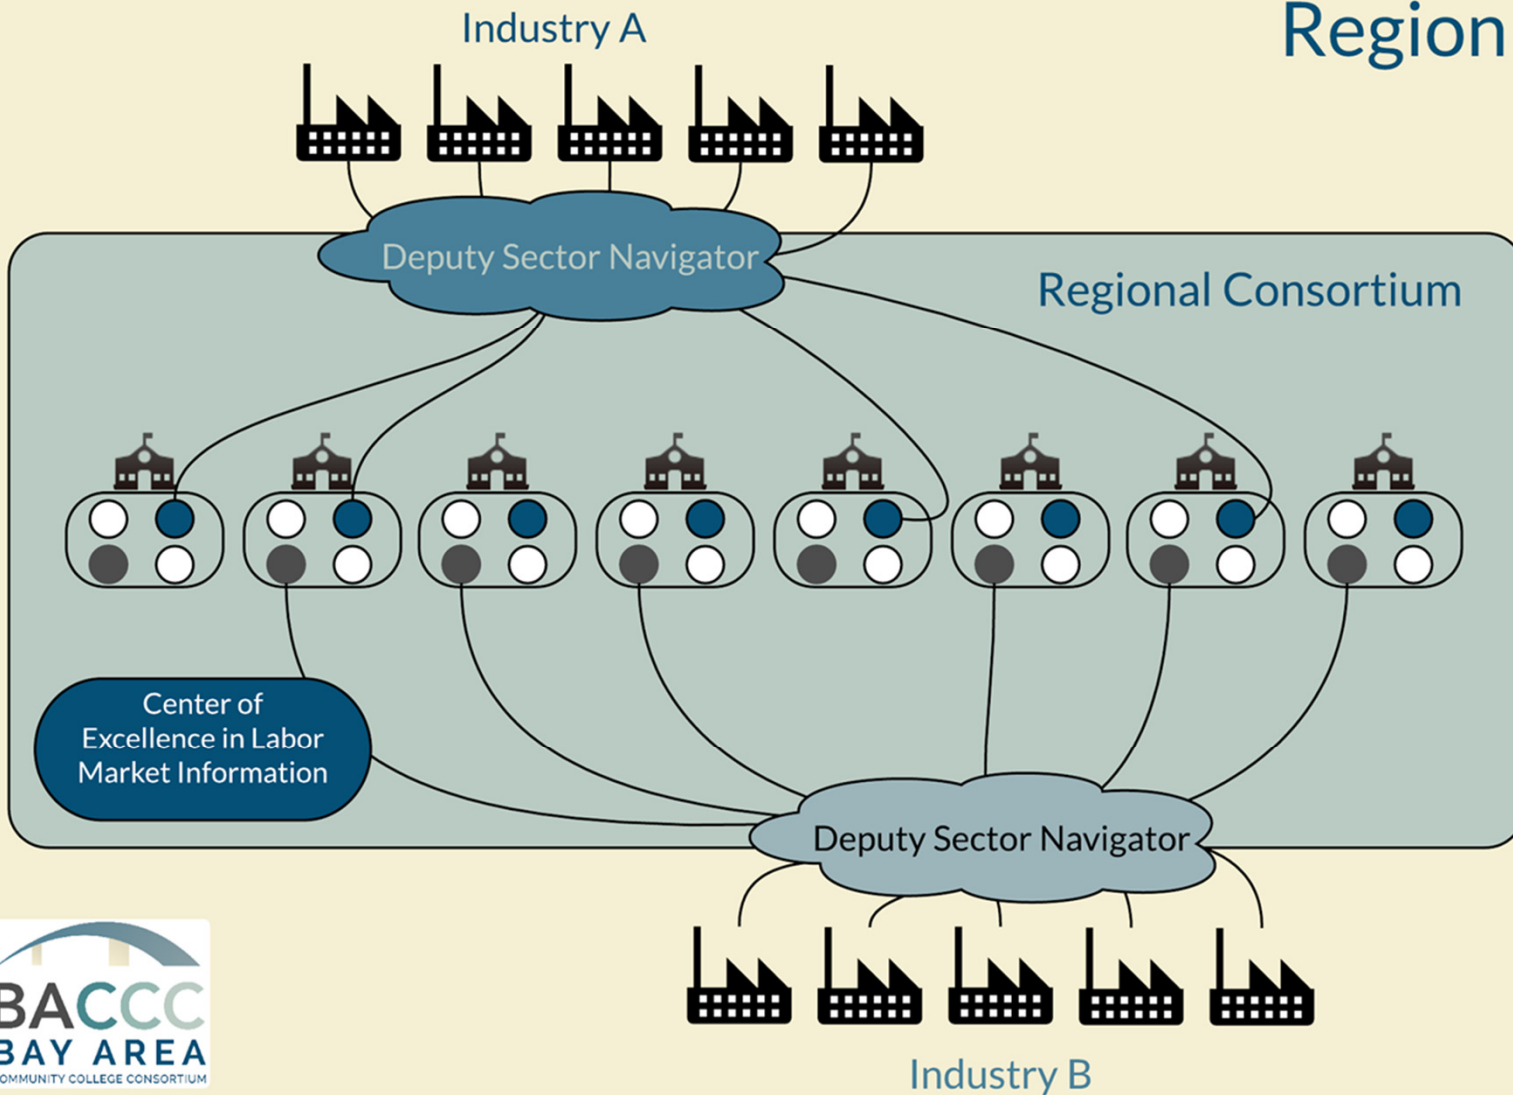 Industry A
Region
Deputy Sector Navigator
Regional Consortium
Center of
Excellence in Labor
Market Information
Deputy Sector Navigator
BACCC
BAY AREA
COMMUNITY COLLEGE CONSORTIUM
Industry B